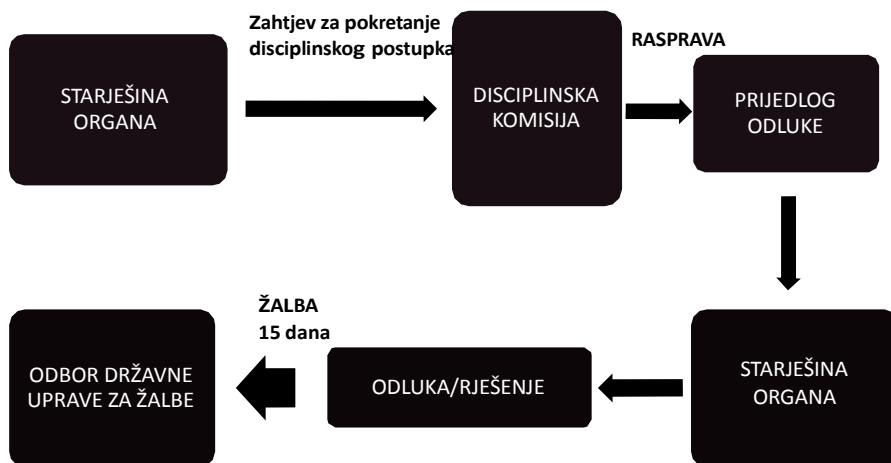 STARJEŠINA
ORGANA
Zahtjev za pokretanje
disciplinskog postupka
DISCIPLINSKA
KOMISIJA
RASPRAVA
PRIJEDLOG
ODLUKE
STARJEŠINA
ORGANA
ODLUKA/RJEŠENJE
ŽALBA
15 dana
ODBOR DRŽAVNE
UPRAVE ZA ŽALBE